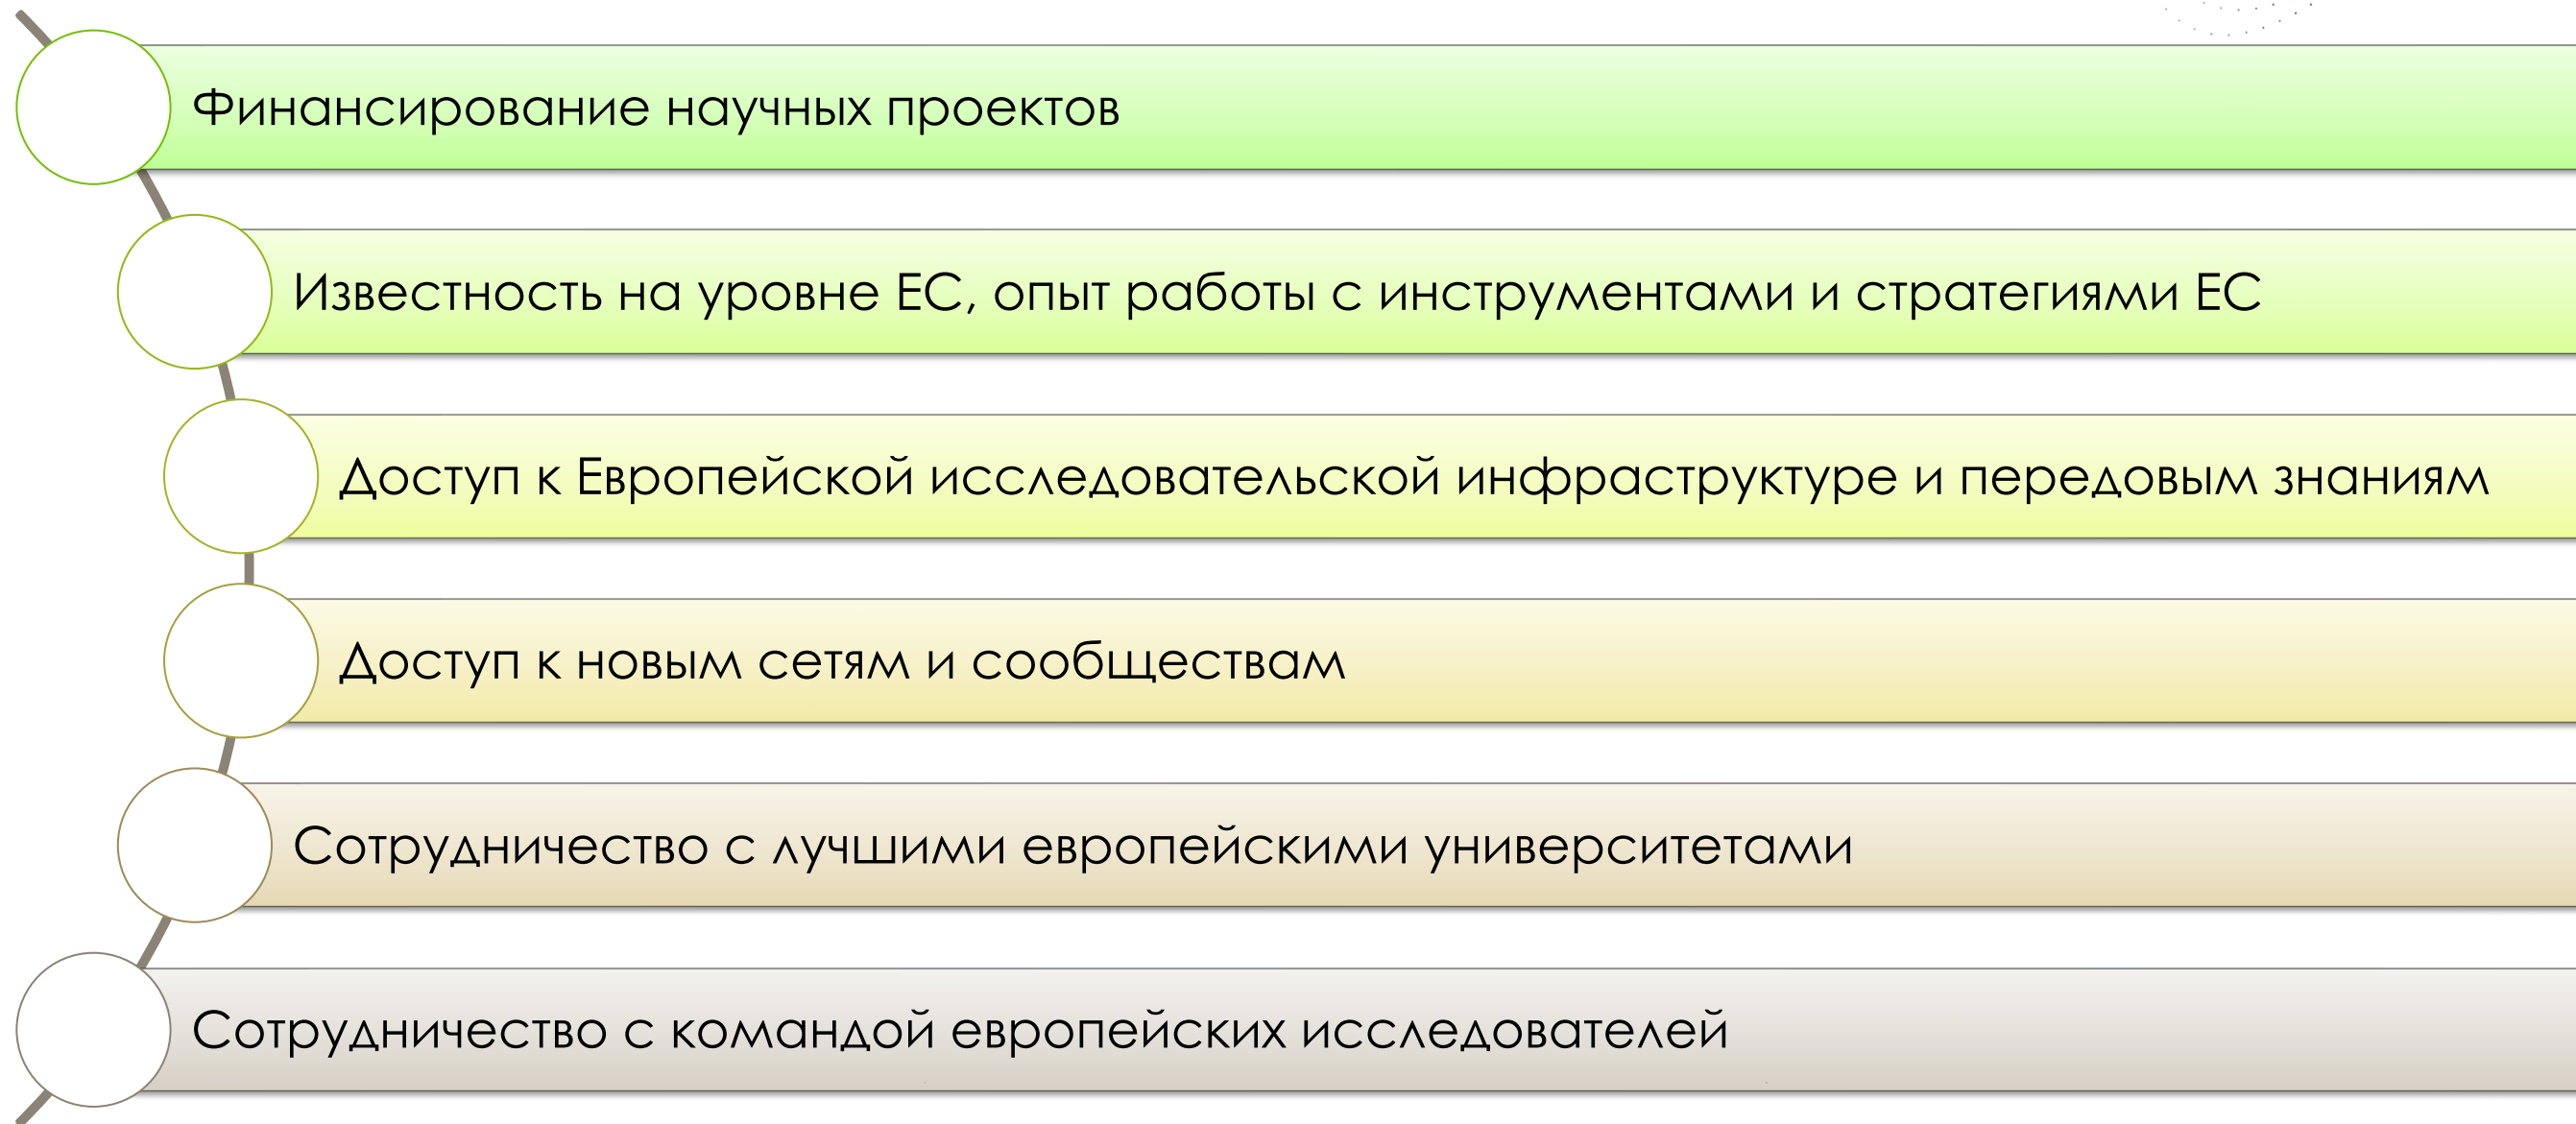 Финансирование научных проектов
Известность на уровне ЕС, опыт работы с инструментами и стратегиями ЕС
Доступ к Европейской исследовательской инфраструктуре и передовым знаниям
Доступ к новым сетям и сообществам
Сотрудничество с лучшими европейскими университетами
Сотрудничество с командой европейских исследователей